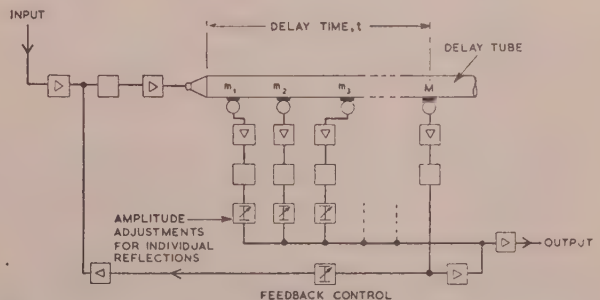 INPUT
DELAY TIME, t
DELAY TUBE
m1
m2
m3
M
AMPLITUDE
ADJUSTMENTS
FOR INDIVIDUAL
REFLECTIONS
OUTPUT
FEEDBACK CONTROL